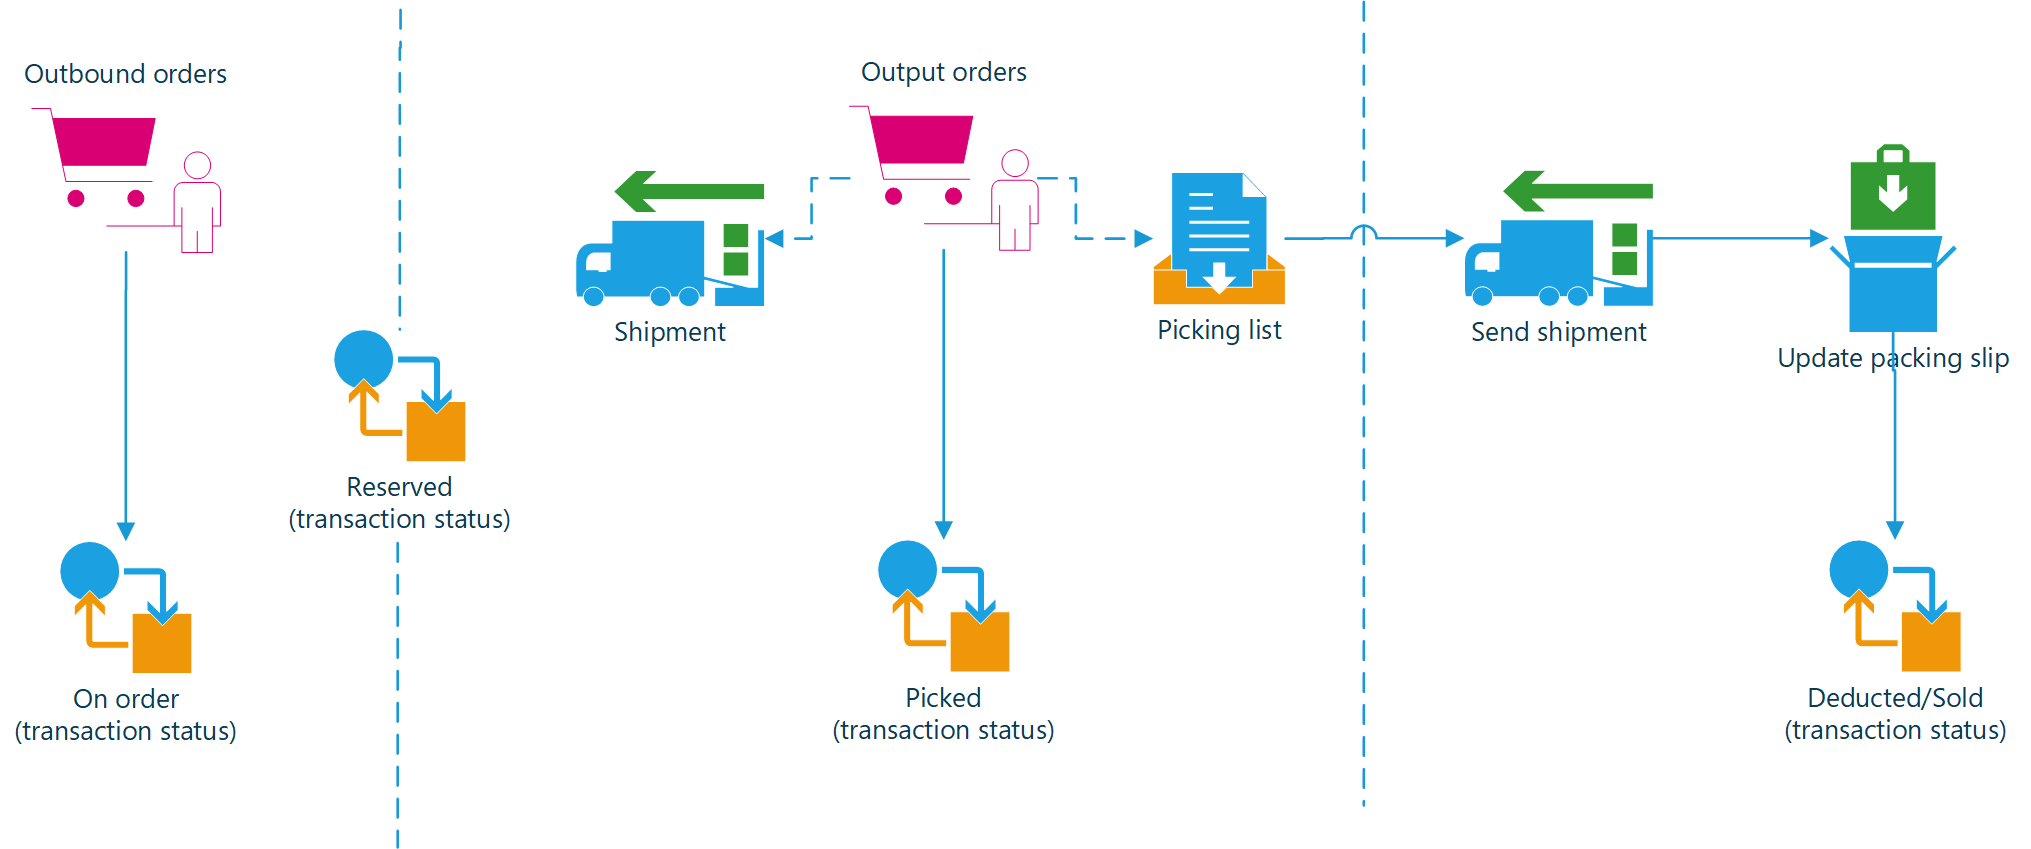 Outbound orders
On order
(transaction status)
Reserved
(transaction status)
Shipment
Output orders
Picking list
Picked
(transaction status)
Send shipment
Update packing slip
Deducted/Sold
(transaction status)